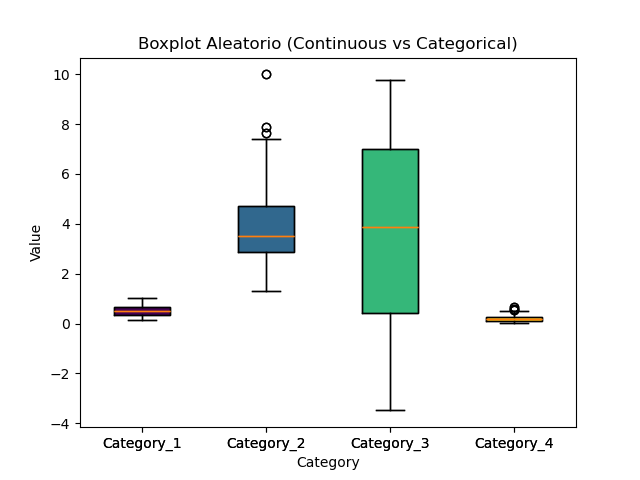 Boxplot Aleatorio (Continuous vs Categorical)
10
8
6
4
2
0
−2
−4
Value
Category_1 Category_2 Category_3 Category_4
Category